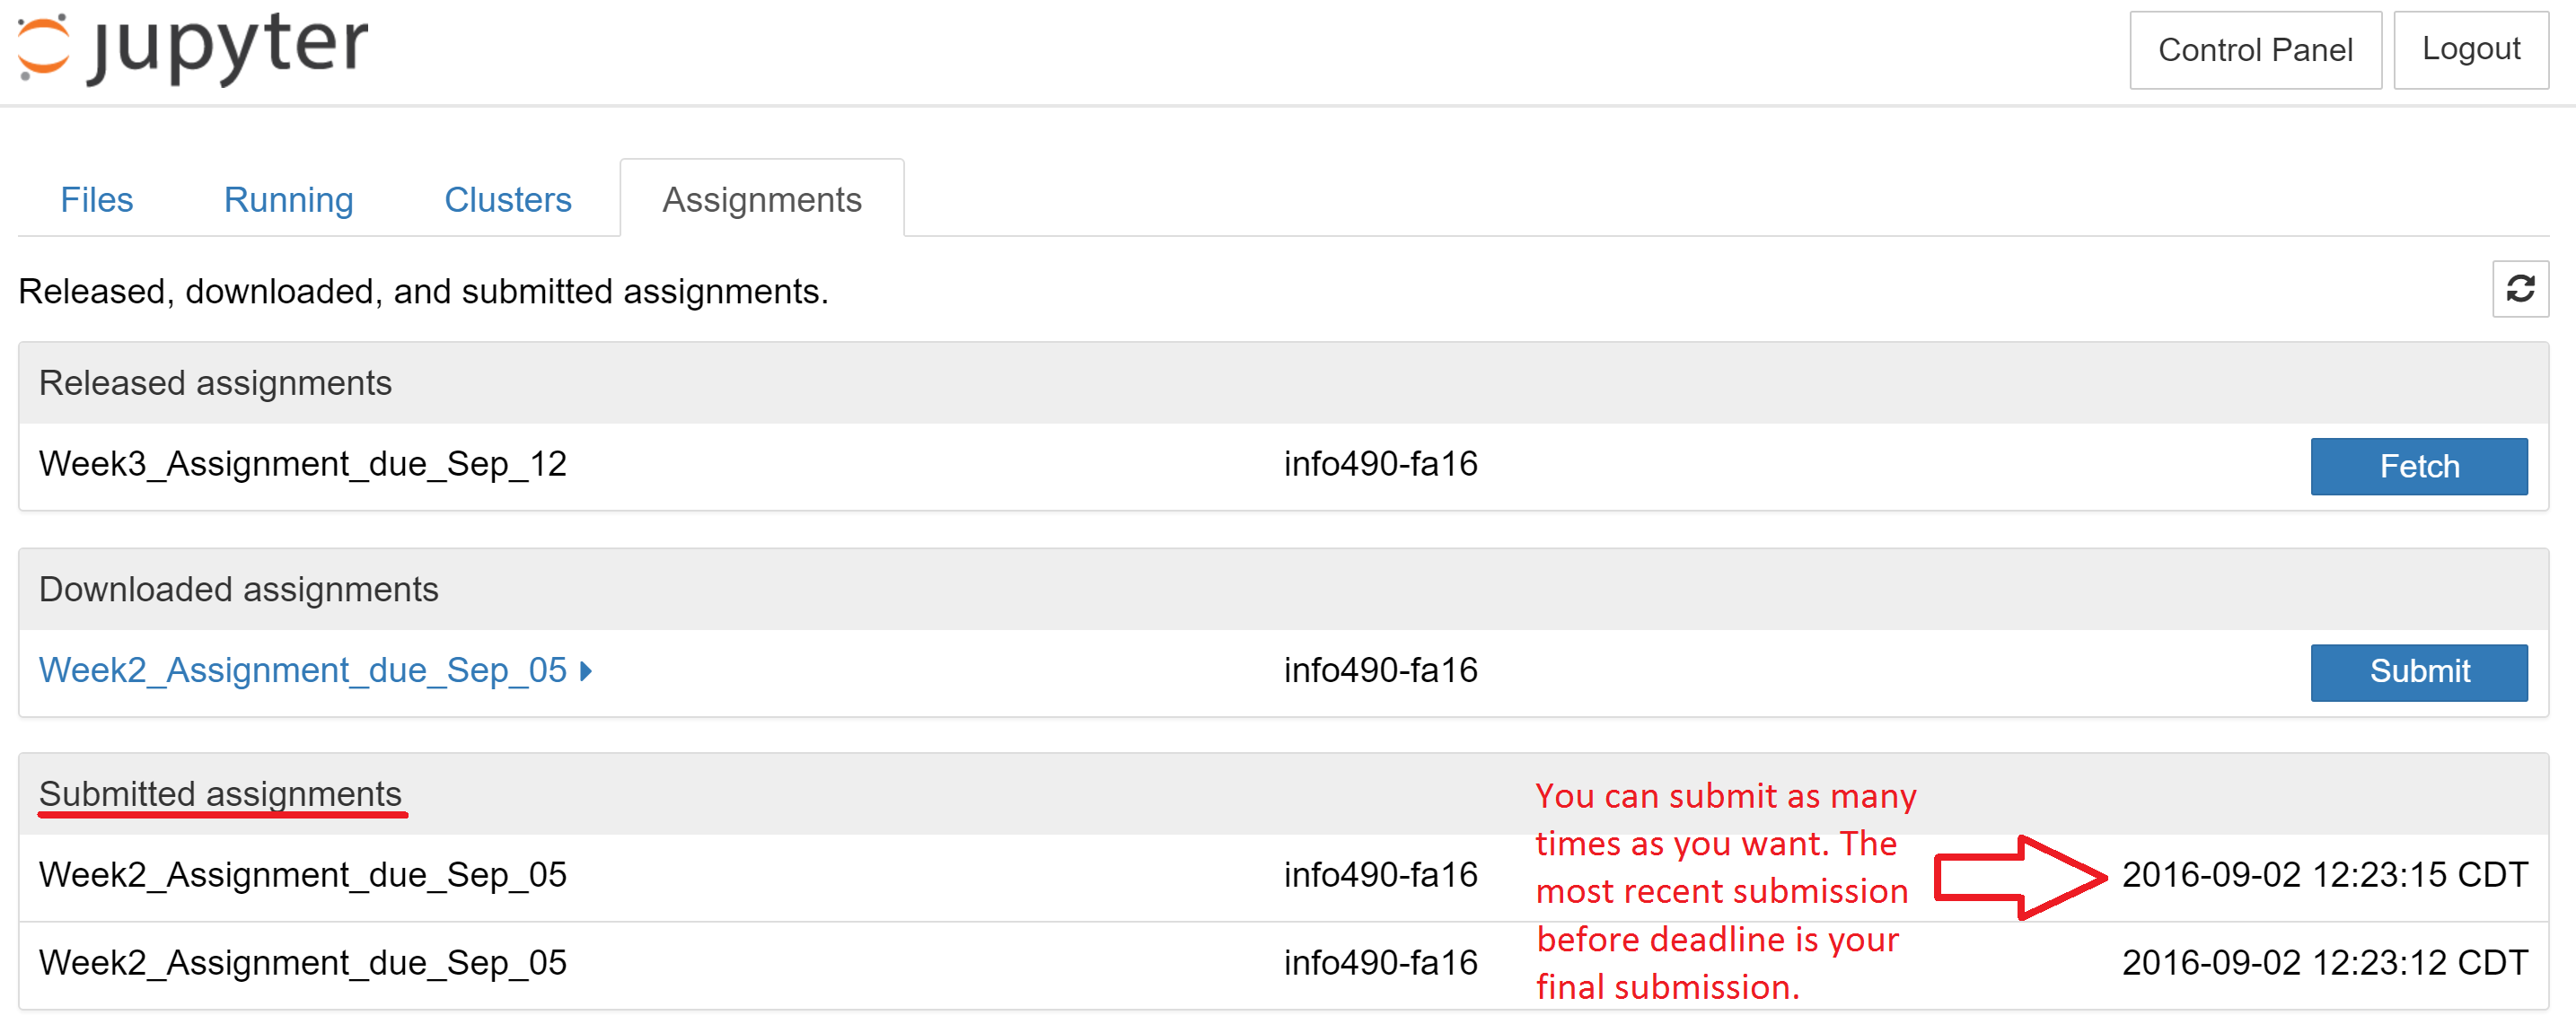 jupyter
Control Panel
Logout
Files
Running
Clusters
Assignments
Released, downloaded, and submitted assignments.
Released assignments
Week3_Assignment_due_Sep_12
info490-fa16
Fetch
Downloaded assignments
Week2_Assignment_due_Sep_05
info490-fa16
Submit
Submitted assignments
You can submit as many
times as you want. The
most recent submission
before deadline is your
final submission.
Week2_Assignment_due_Sep_05
info490-fa16
2016-09-02 12:23:15 CDT
Week2_Assignment_due_Sep_05
info490-fa16
2016-09-02 12:23:12 CDT